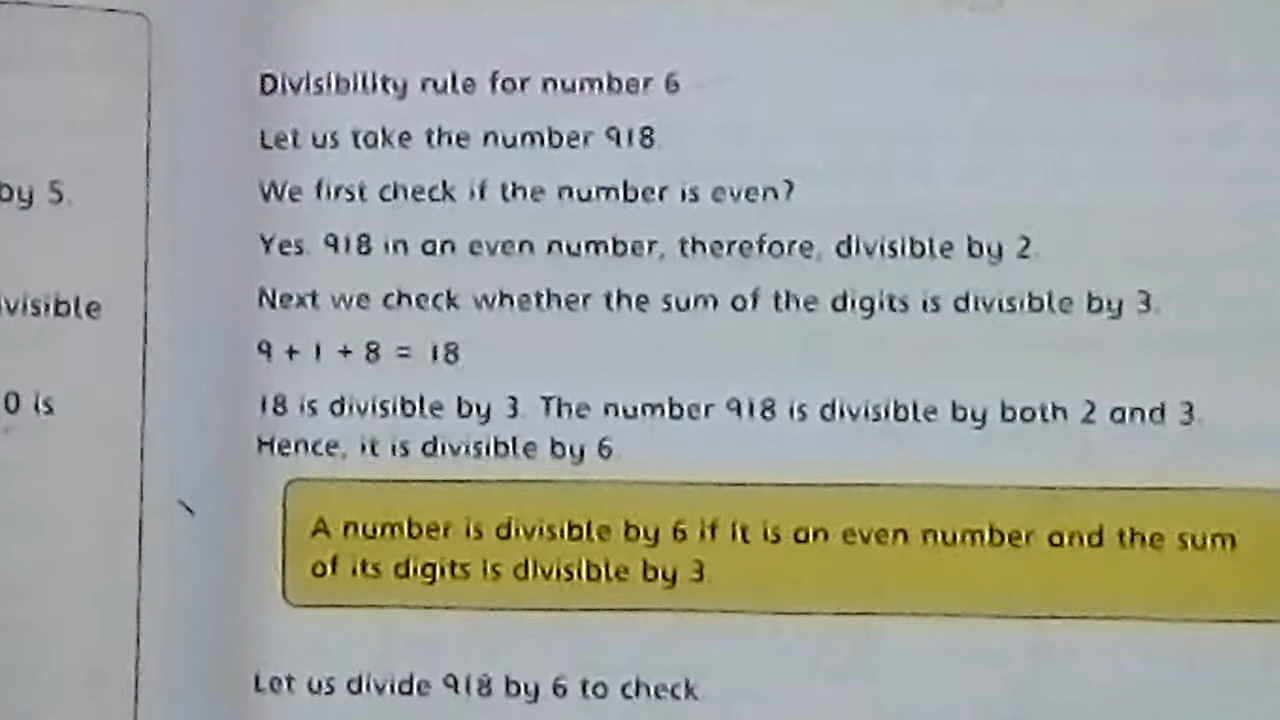 by 5.
ivisible
0 is
Divisibility rule for number 6
Let us take the number 918.
We first check if the number is even?
Yes. 918 in an even number, therefore, divisible by 2.
Next we check whether the sum of the digits is divisible by 3.
9 + 1 + 8 = 18
18 is divisible by 3. The number 918 is divisible by both 2 and 3.
Hence, it is divisible by 6.
A number is divisible by 6 if it is an even number and the sum
of its digits is divisible by 3.
Let us divide 918 by 6 to check.